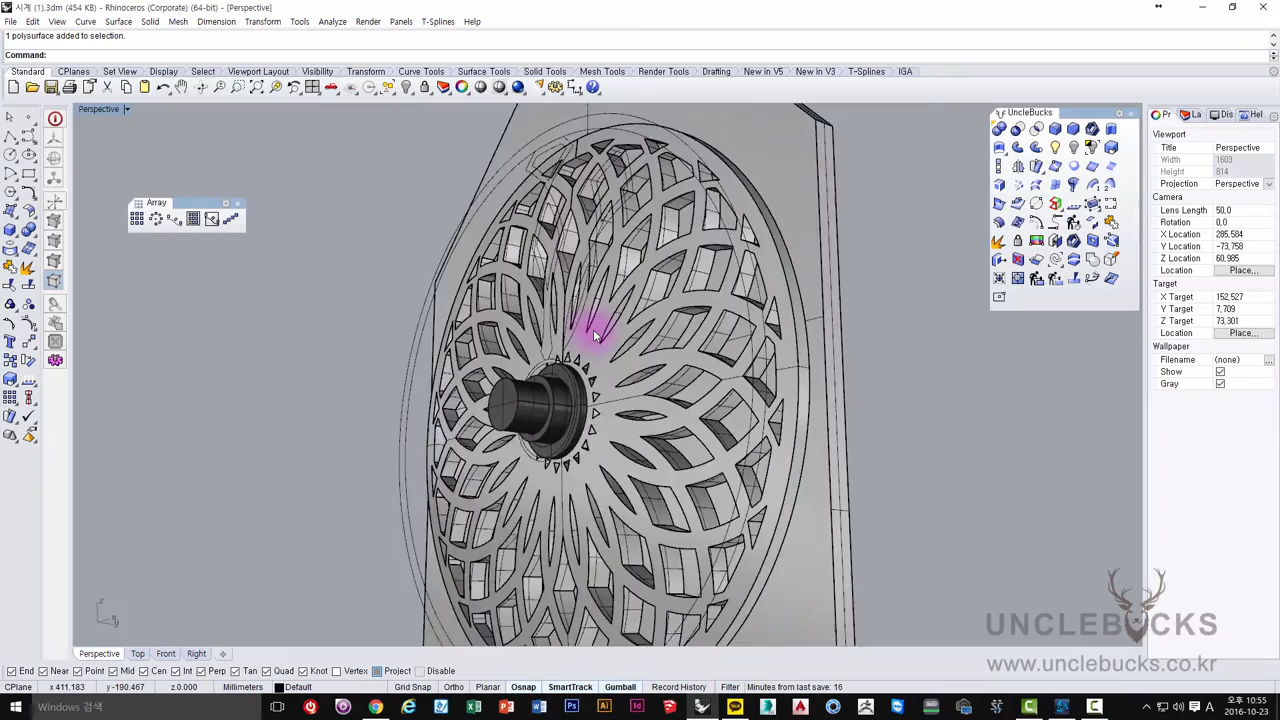 시계 (1).3dm (454 KB) - Rhinoceros (Corporate) (64-bit) - [Perspective]
File Edit View Curve Surface Solid Mesh Dimension Transform Tools Analyze Render Panels T-Splines Help
1 polysurface added to selection.
Command:
Standard CPlanes Set View Display Select Viewport Layout Visibility Transform Curve Tools Surface Tools Solid Tools Mesh Tools Render Tools Drafting New in V5 New in V3 T-Splines IGA
Perspective
UncleBucks
Array
Pr La Dis Hel
Viewport
Title Perspective
Width 1603
Height 814
Projection Perspective
Camera
Lens Length 50,0
Rotation 0,0
X Location 285,584
Y Location -73,758
Z Location 60,985
Location Place...
Target
X Target 152,527
Y Target 7,709
Z Target 73,301
Location Place...
Wallpaper
Filename (none) ...
Show
Gray
z
x
y
UNCLEBUCKS
www.unclebucks.co.kr
Perspective Top Front Right
End Near Point Mid Cen Int Perp Tan Quad Knot Vertex Project Disable
CPlane x 411.183 y -190.467 z 0.000 Millimeters Default Grid Snap Ortho Planar Osnap SmartTrack Gumball Record History Filter Minutes from last save: 16
Windows 검색
A
오후 10:55
2016-10-23